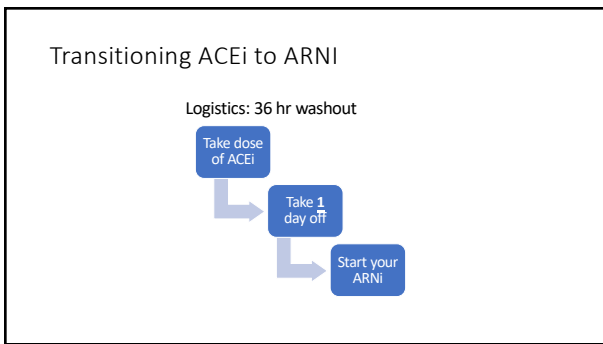 Transitioning ACEi to ARNI
Logistics: 36 hr washout
Take dose
of ACEi
Take 1
day off
Start your
ARNi